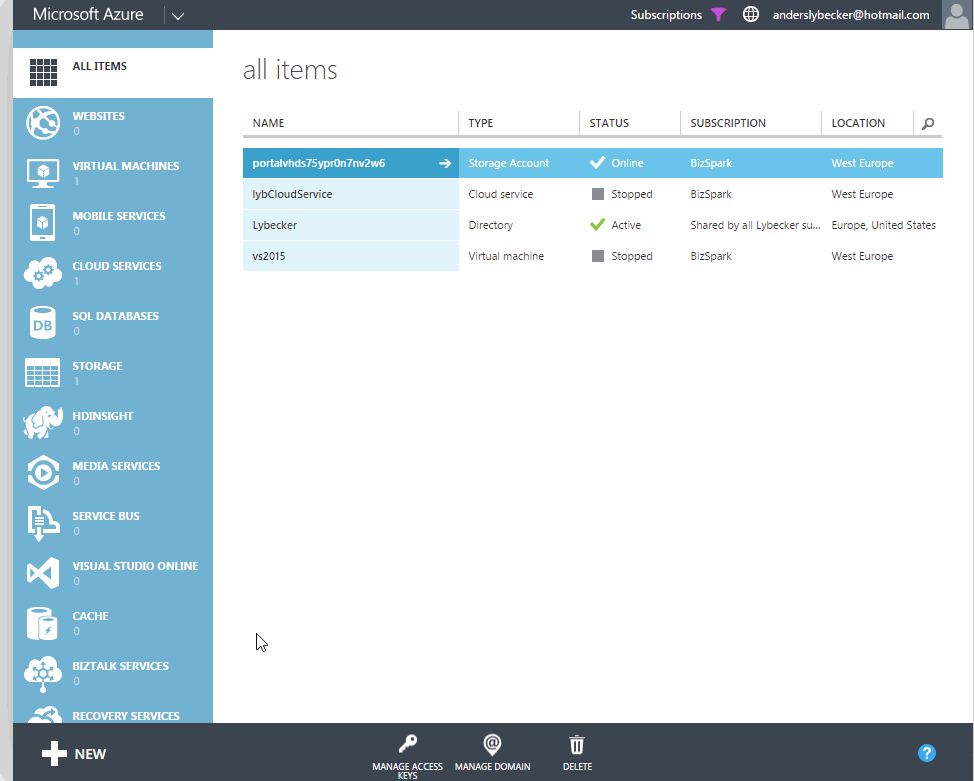 Microsoft Azure
Subscriptions anderslybecker@hotmail.com
ALL ITEMS
WEBSITES
0
VIRTUAL MACHINES
1
MOBILE SERVICES
0
CLOUD SERVICES
1
DB
SQL DATABASES
0
STORAGE
1
HDINSIGHT
0
MEDIA SERVICES
0
SERVICE BUS
0
VISUAL STUDIO ONLINE
0
CACHE
0
BIZTALK SERVICES
0
RECOVERY SERVICES
all items
NAME TYPE STATUS SUBSCRIPTION LOCATION
portalvhds75ypr0n7nv2w6 Storage Account Online BizSpark West Europe
lybCloudService Cloud service Stopped BizSpark West Europe
Lybecker Directory Active Shared by all Lybecker su... Europe, United States
vs2015 Virtual machine Stopped BizSpark West Europe
NEW
MANAGE ACCESS
KEYS
@
MANAGE DOMAIN
DELETE
?